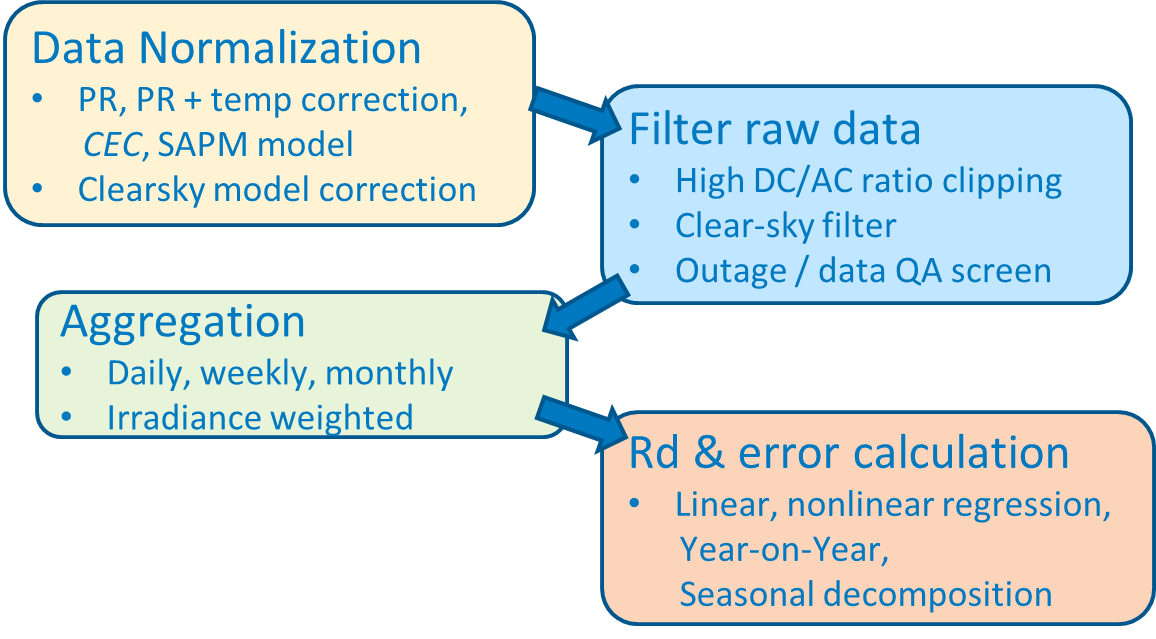 Data Normalization
• PR, PR + temp correction,
CEC, SAPM model
• Clearsky model correction
Filter raw data
• High DC/AC ratio clipping
• Clear-sky filter
• Outage / data QA screen
Aggregation
• Daily, weekly, monthly
• Irradiance weighted
Rd & error calculation
• Linear, nonlinear regression,
Year-on-Year,
Seasonal decomposition